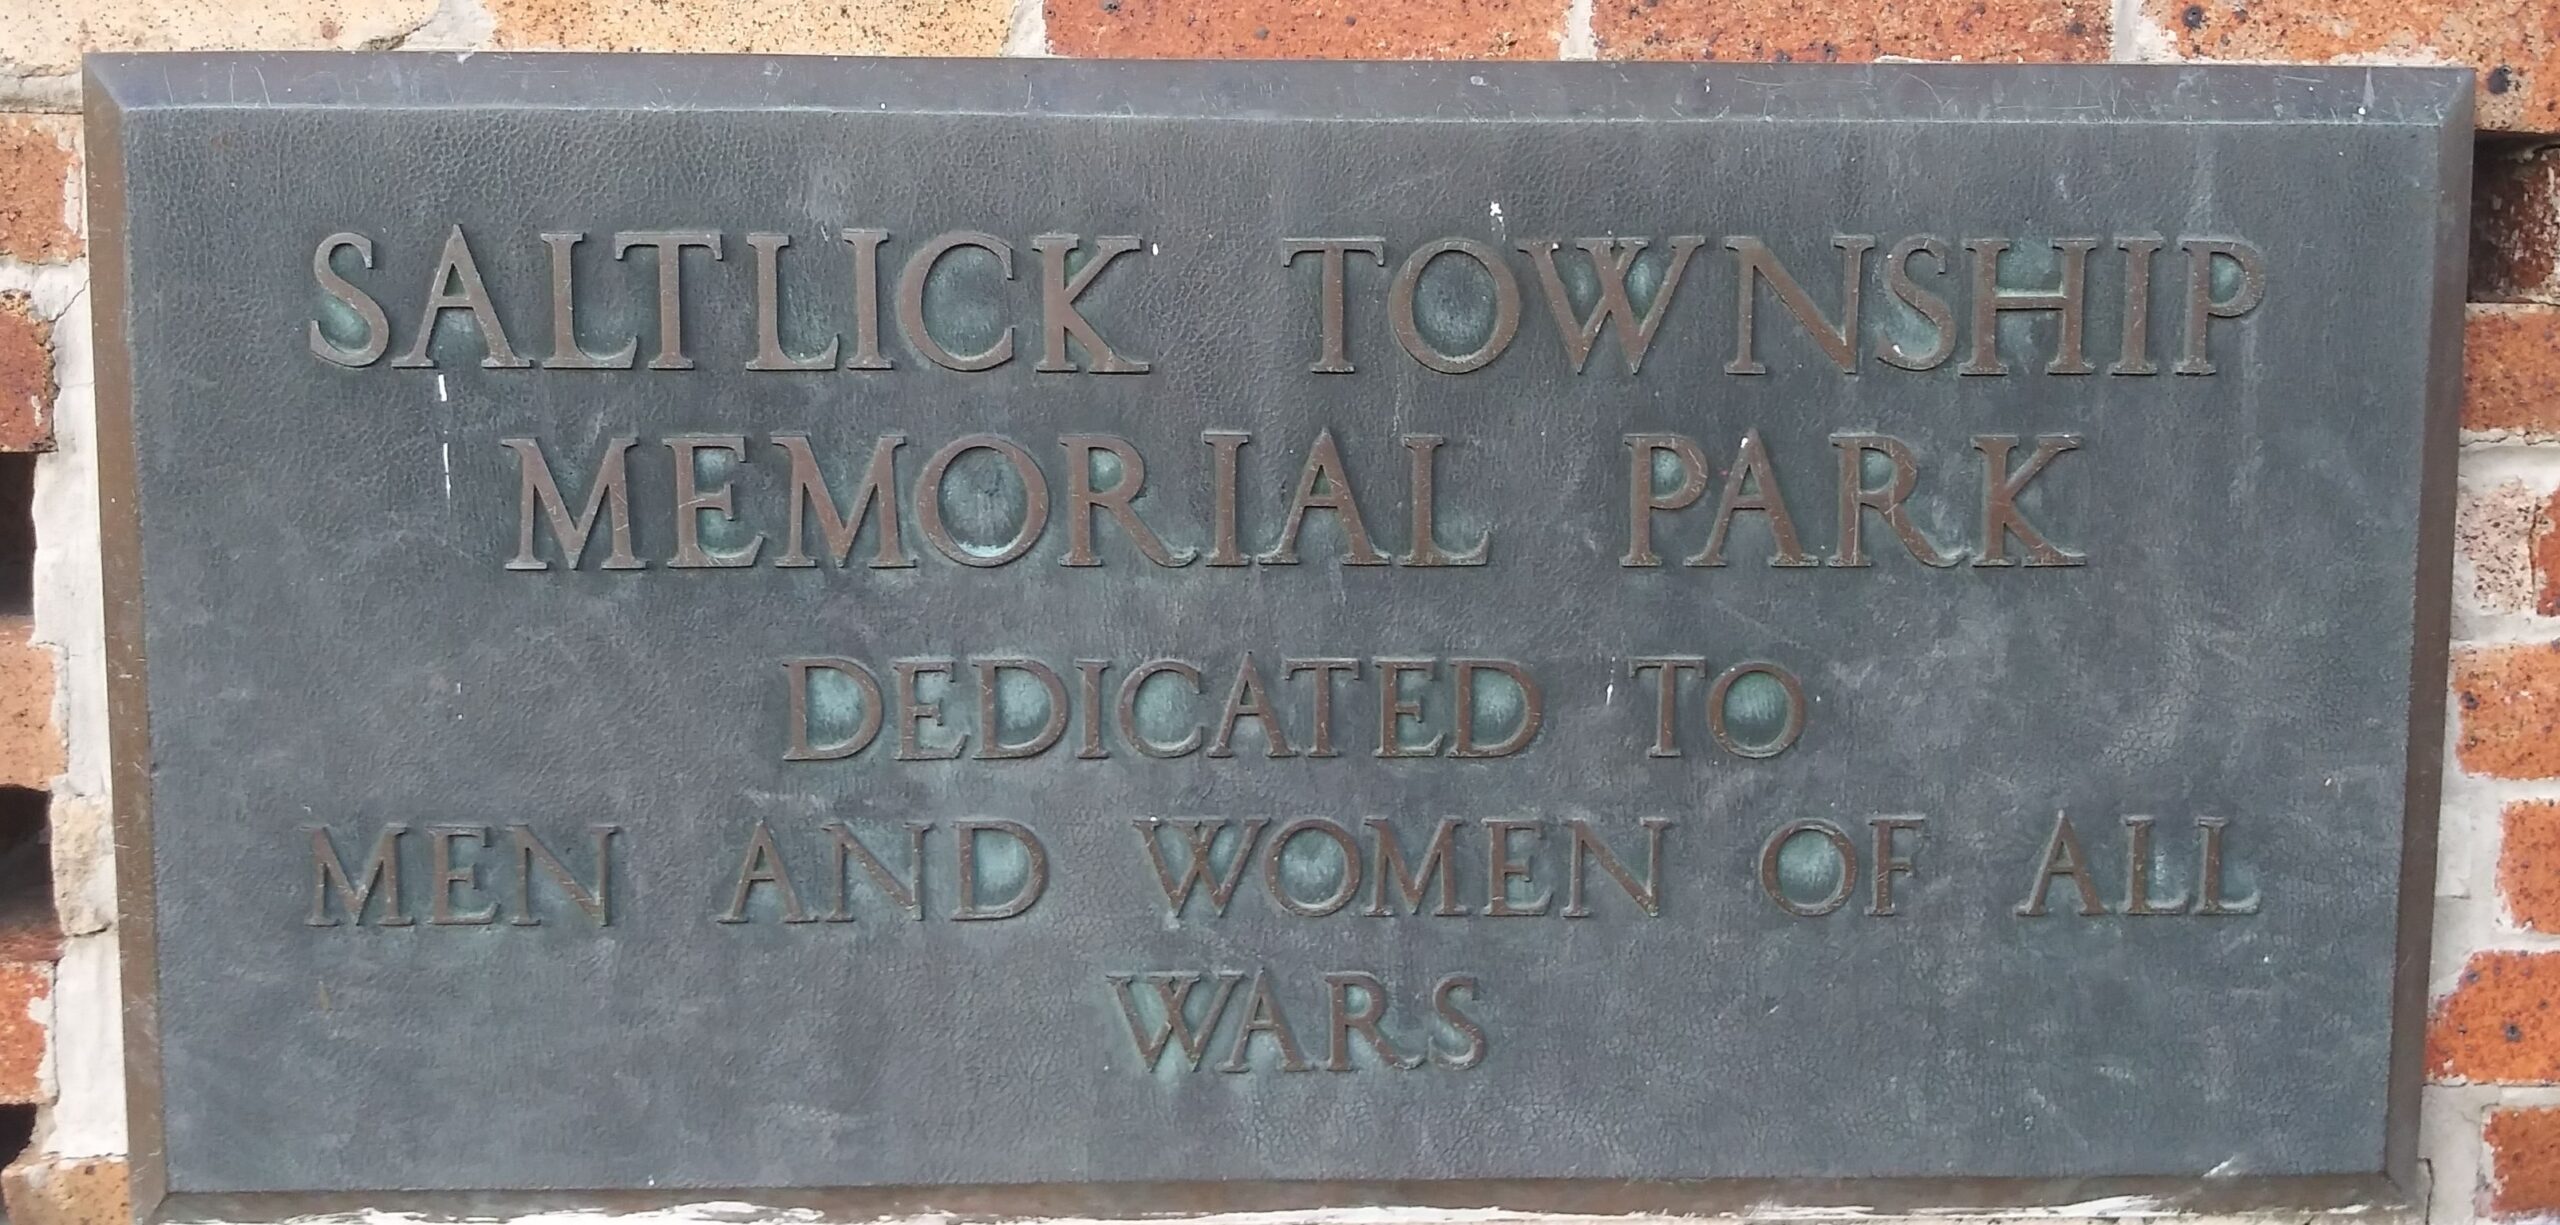 SALTLICK TOWNSHIP
MEMORIAL PARK
DEDICATED TO
MEN AND WOMEN OF ALL
WARS